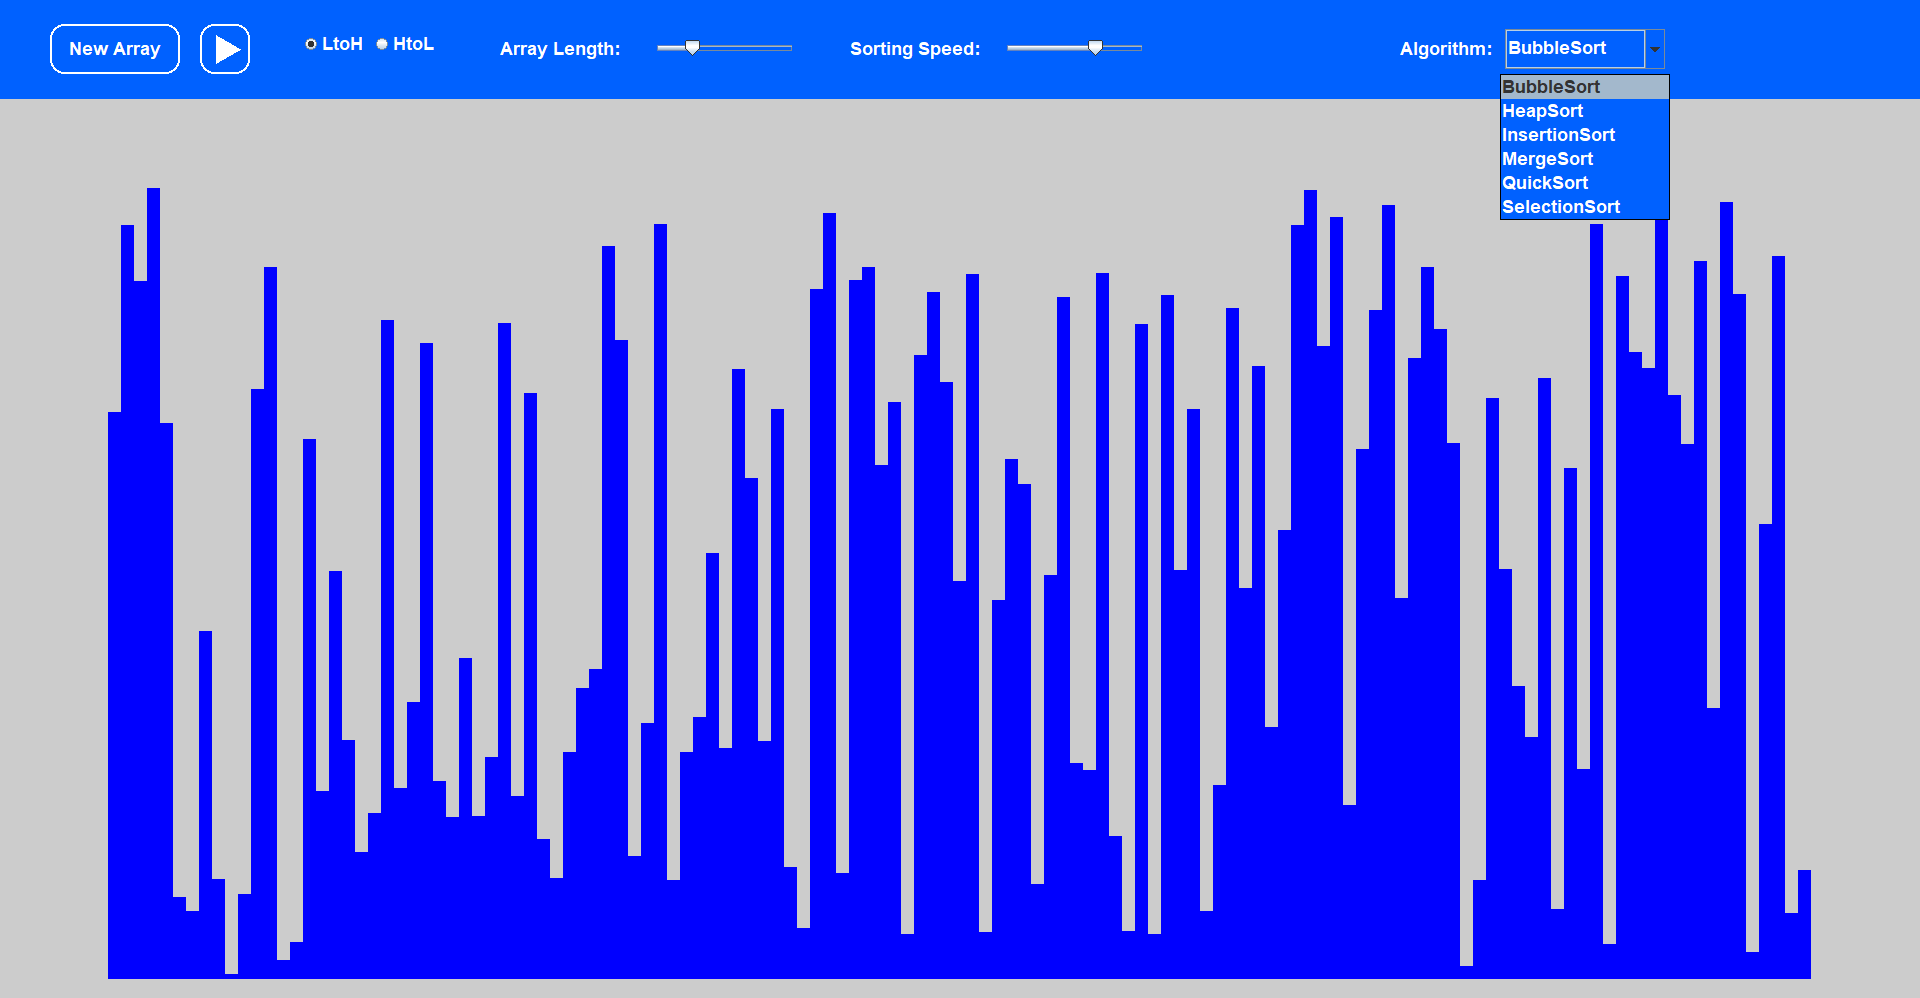 New Array
LtoH HtoL
Array Length:
Sorting Speed:
Algorithm: BubbleSort
BubbleSort
HeapSort
InsertionSort
MergeSort
QuickSort
SelectionSort